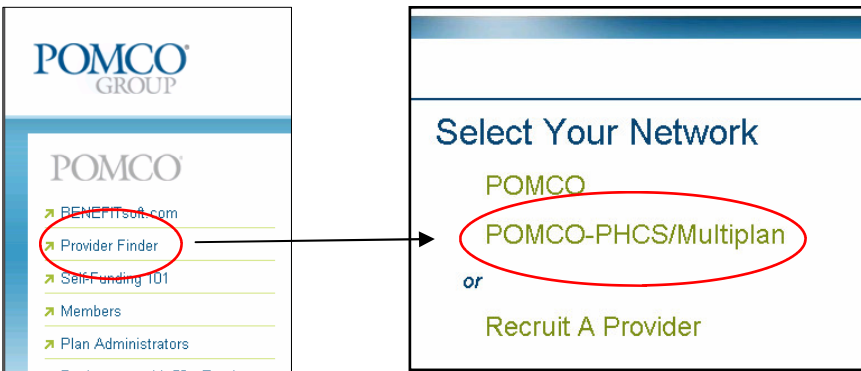 POMCO
GROUP
POMCO
BENEFITsoft.com
Provider Finder
Self-Funding 101
Members
Plan Administrators
Select Your Network
POMCO
POMCO-PHCS/Multiplan
or
Recruit A Provider